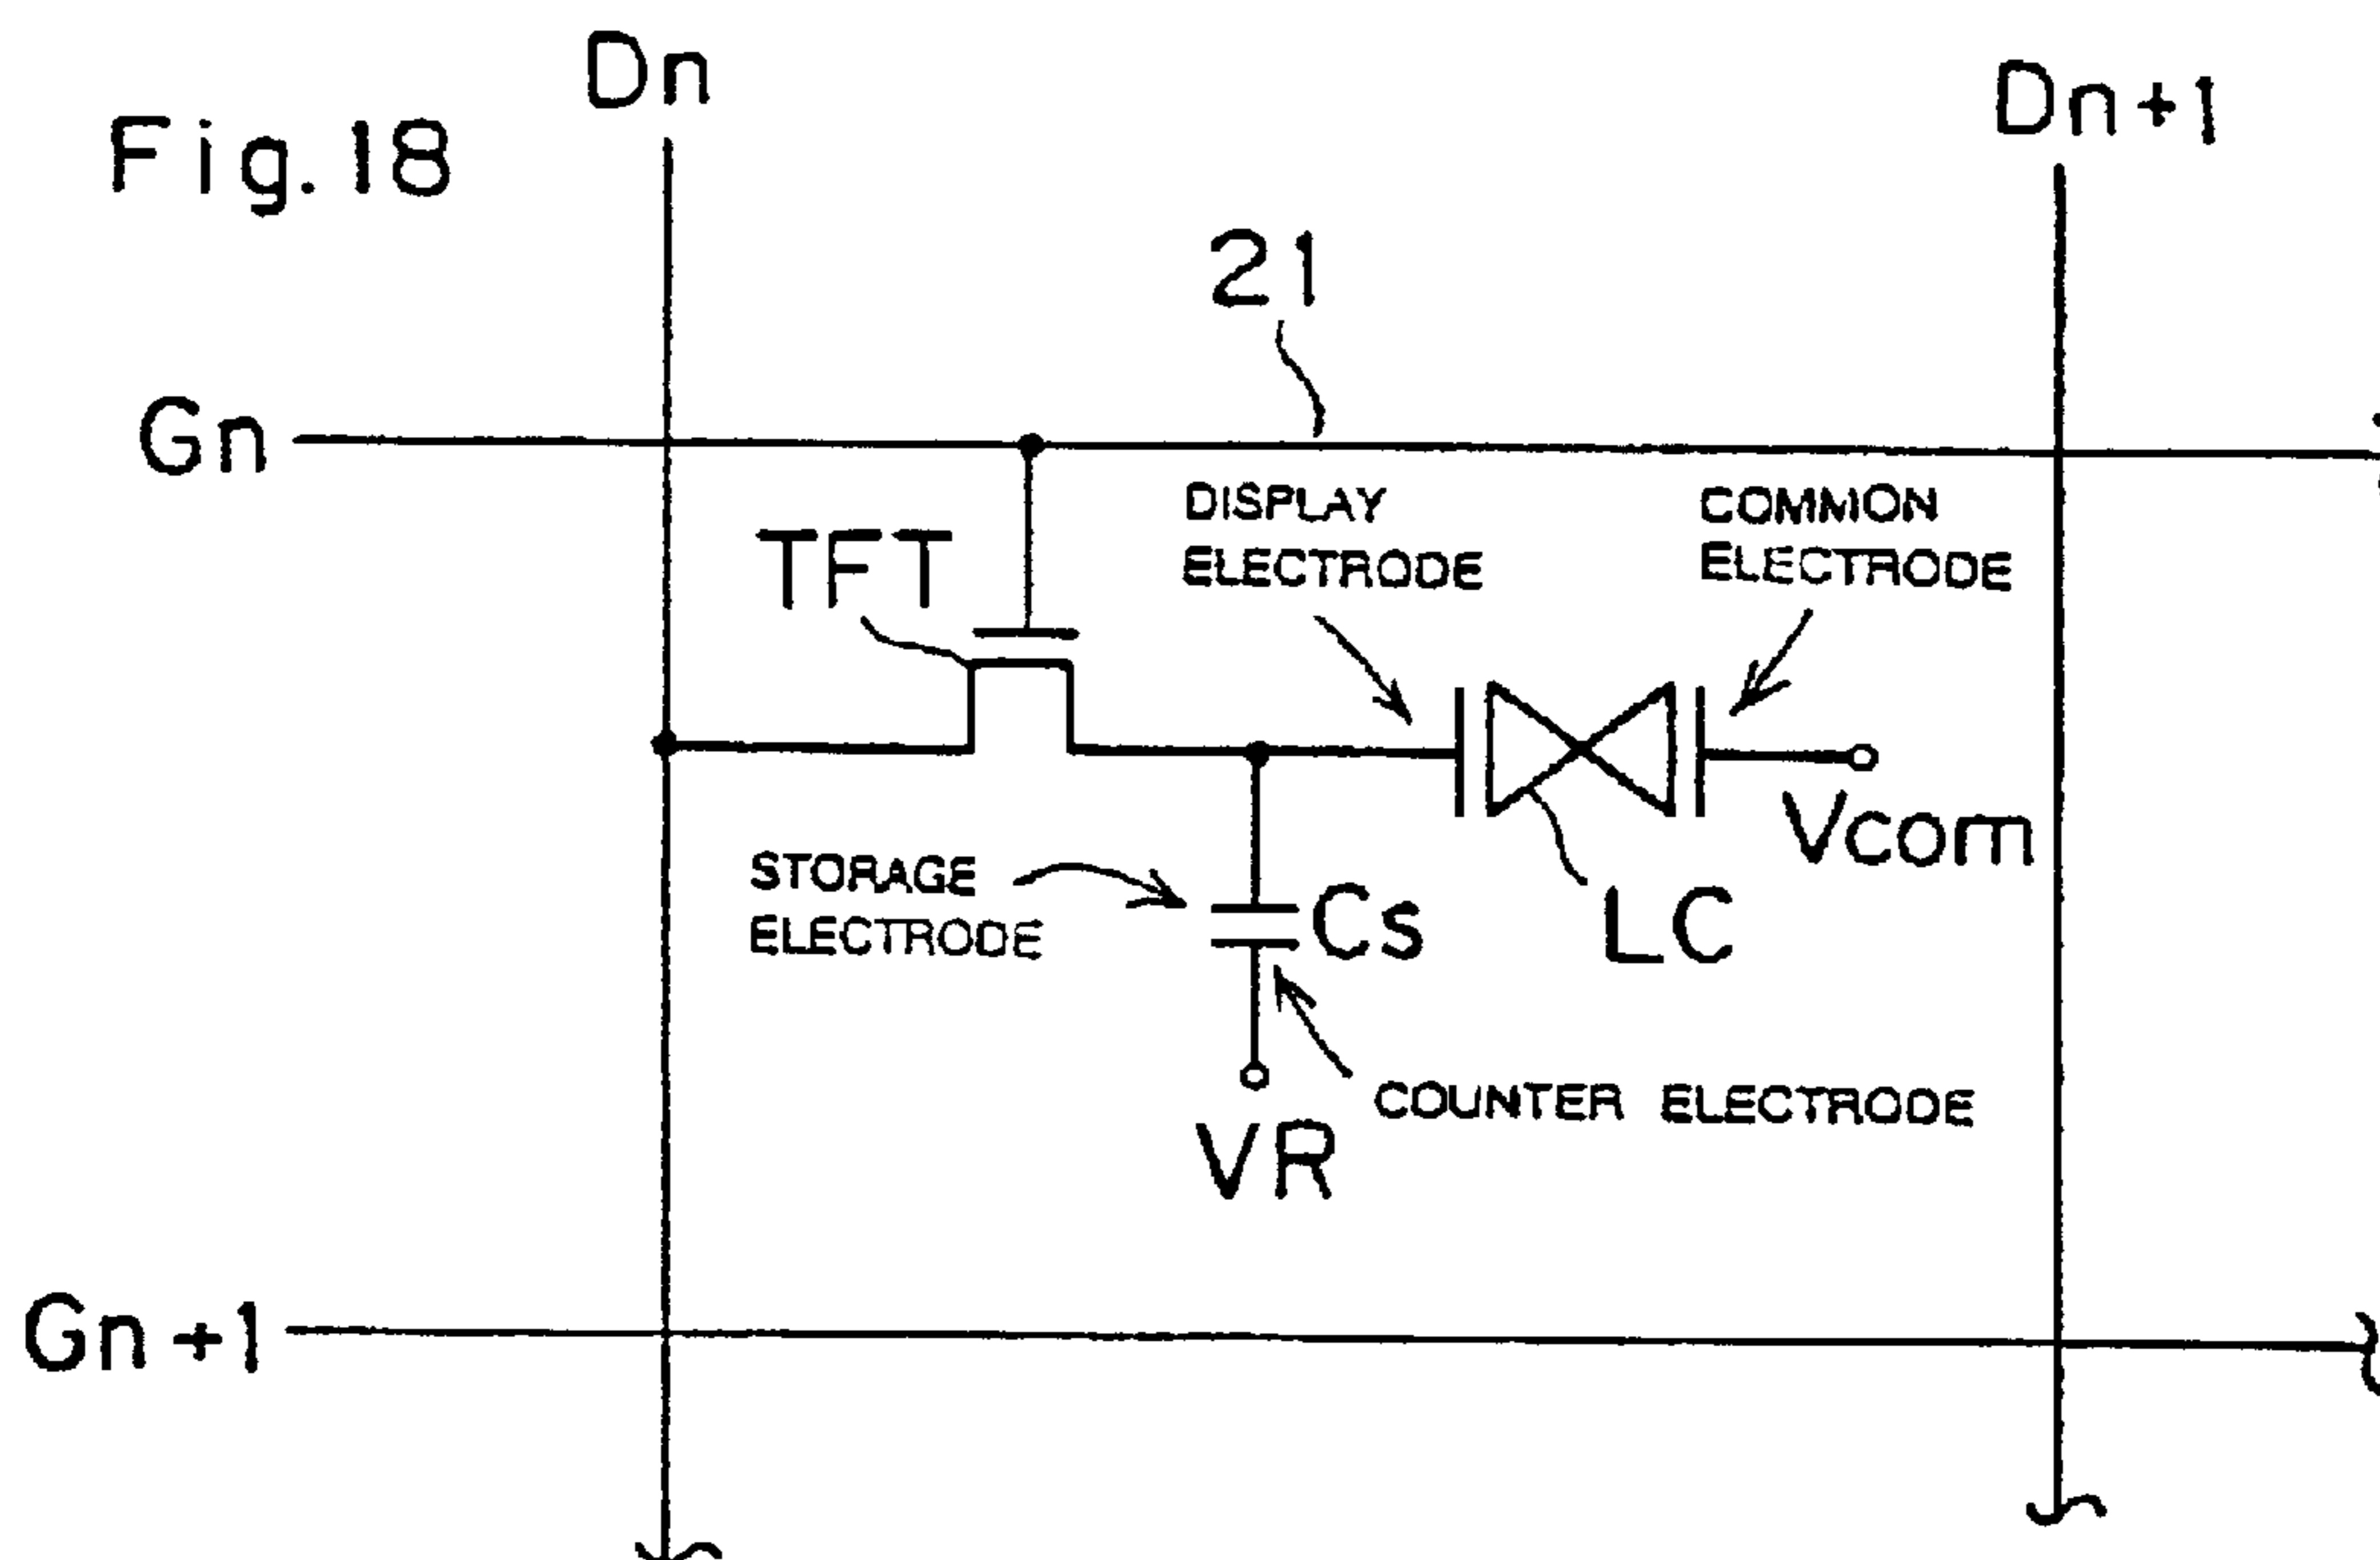 Fig.18
Dn
Dn+1
21
Gn
DISPLAY
ELECTRODE
COMMON
ELECTRODE
TFT
Vcom
STORAGE
ELECTRODE
Cs
LC
COUNTER ELECTRODE
VR
Gn+1